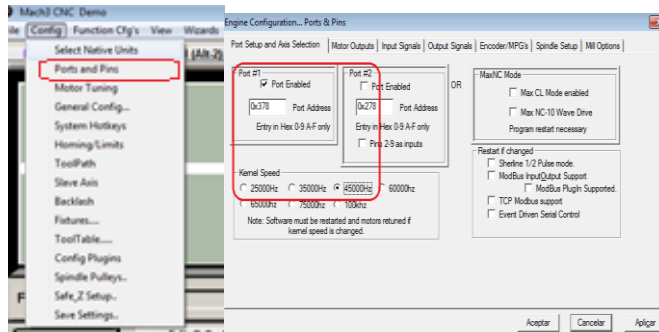 Mach3 CNC Demo
Config Function Cfg's View Wizards
Select Native Units
(Alt-2)
Ports and Pins
Motor Tuning
General Config...
System Hotkeys
Homing/Limits
ToolPath
Slave Axis
Backlash
Fixtures.....
ToolTable.....
Config Plugins
Spindle Pulleys..
Safe_Z Setup..
Save Settings..
Engine Configuration... Ports & Pins
Port Setup and Axis Selection Motor Outputs Input Signals Output Signals Encoder/MPG's Spindle Setup Mill Options
Port #1
Port Enabled
0x378 Port Address
Entry in Hex 0-9 A-F only
Port #2
Port Enabled
0x278 Port Address
Entry in Hex 0-9 A-F only
Pins 2-9 as inputs
OR
MaxNC Mode
Max CL Mode enabled
Max NC-10 Wave Drive
Program restart necessary
Restart if changed
Sherline 1/2 Pulse mode.
ModBus InputOutput Support
ModBus PlugIn Supported.
TCP Modbus support
Event Driven Serial Control
Kernel Speed
25000Hz 35000Hz 45000Hz 60000hz
65000hz 75000hz 100khz
Note: Software must be restarted and motors retuned if
kernel speed is changed.
Aceptar Cancelar Aplicar